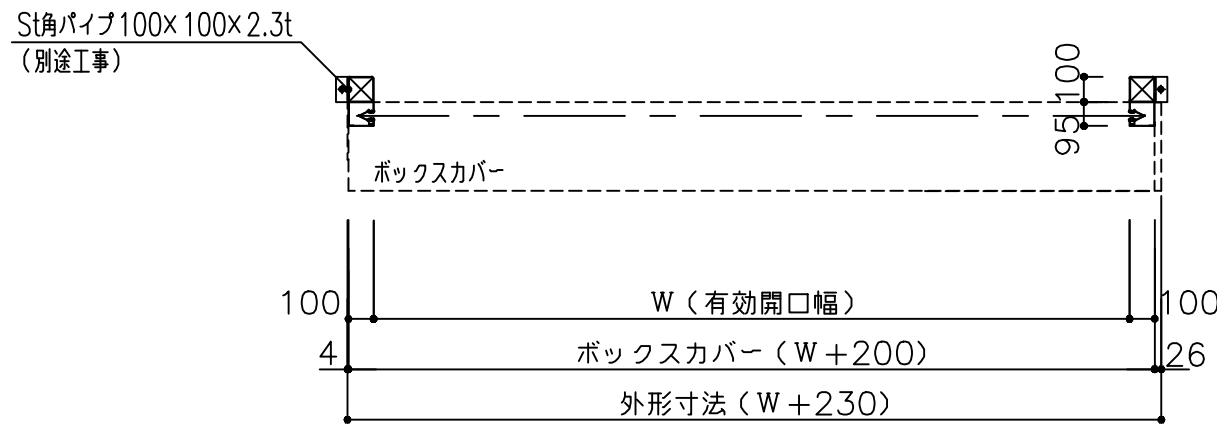 St角パイプ100×100×2.3t
（別途工事）
100
95
ボックスカバー
100
W（有効開口幅）
100
4
ボックスカバー（W+200）
26
外形寸法（W+230）